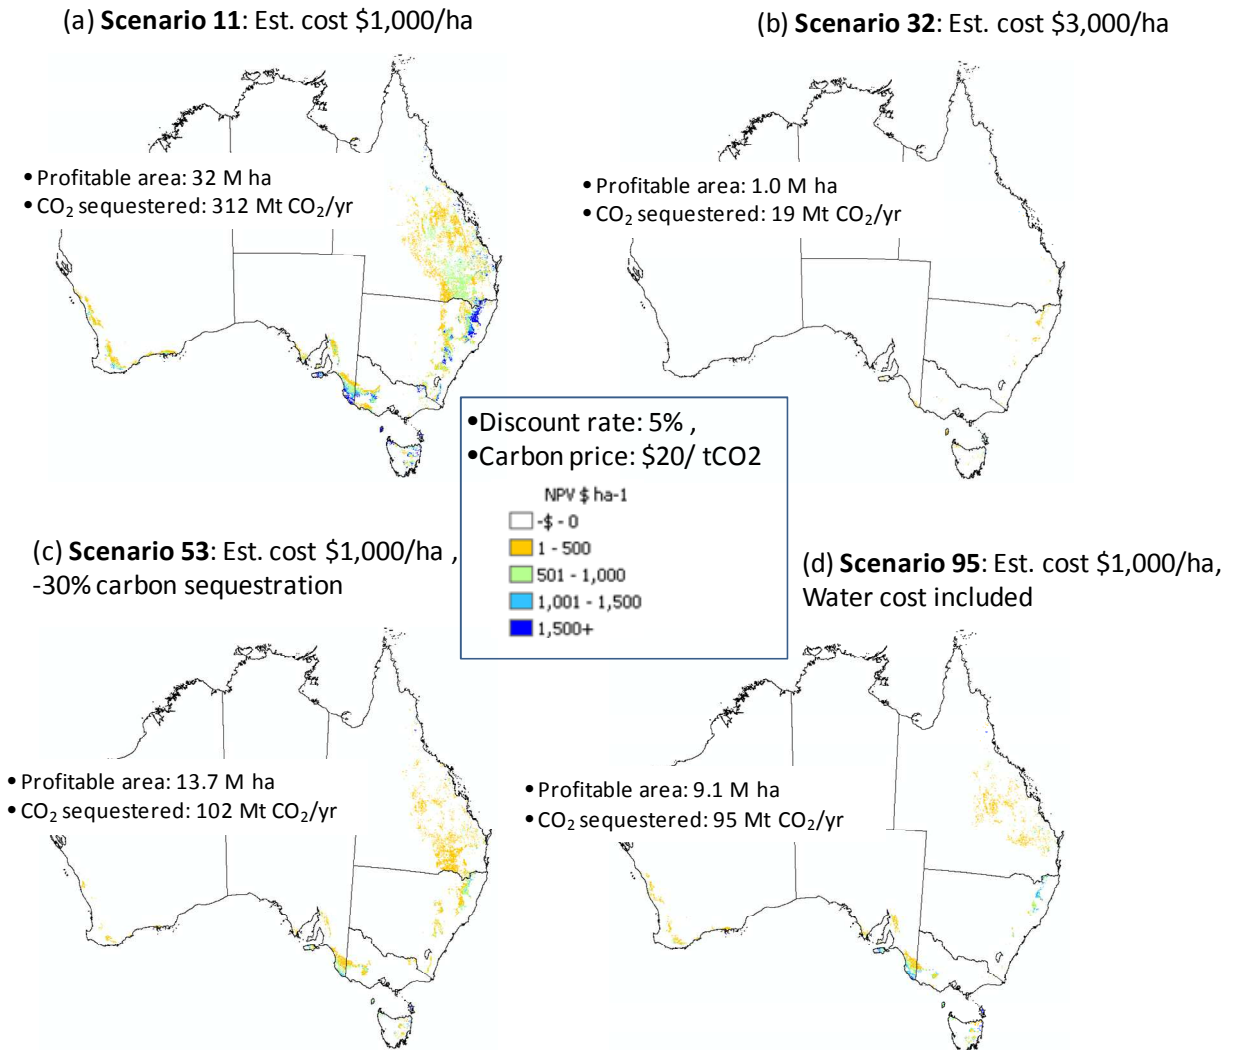 (a) Scenario 11: Est. cost $1,000/ha
(b) Scenario 32: Est. cost $3,000/ha
• Profitable area: 32 M ha
• CO₂ sequestered: 312 Mt CO₂/yr
• Profitable area: 1.0 M ha
• CO₂ sequestered: 19 Mt CO₂/yr
•Discount rate: 5% ,
•Carbon price: $20/ tCO2
NPV $ ha-1
-$ - 0
1 - 500
501 - 1,000
1,001 - 1,500
1,500+
(c) Scenario 53: Est. cost $1,000/ha ,
-30% carbon sequestration
(d) Scenario 95: Est. cost $1,000/ha,
Water cost included
• Profitable area: 13.7 M ha
• CO₂ sequestered: 102 Mt CO₂/yr
• Profitable area: 9.1 M ha
• CO₂ sequestered: 95 Mt CO₂/yr